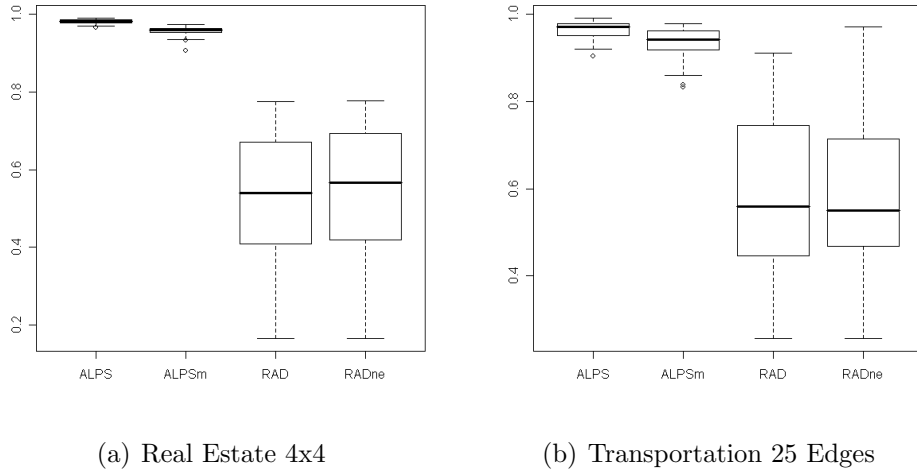 1.0
0.8
0.6
0.4
0.2
ALPS ALPSm RAD RADne
(a) Real Estate 4x4
1.0
0.8
0.6
0.4
ALPS ALPSm RAD RADne
(b) Transportation 25 Edges